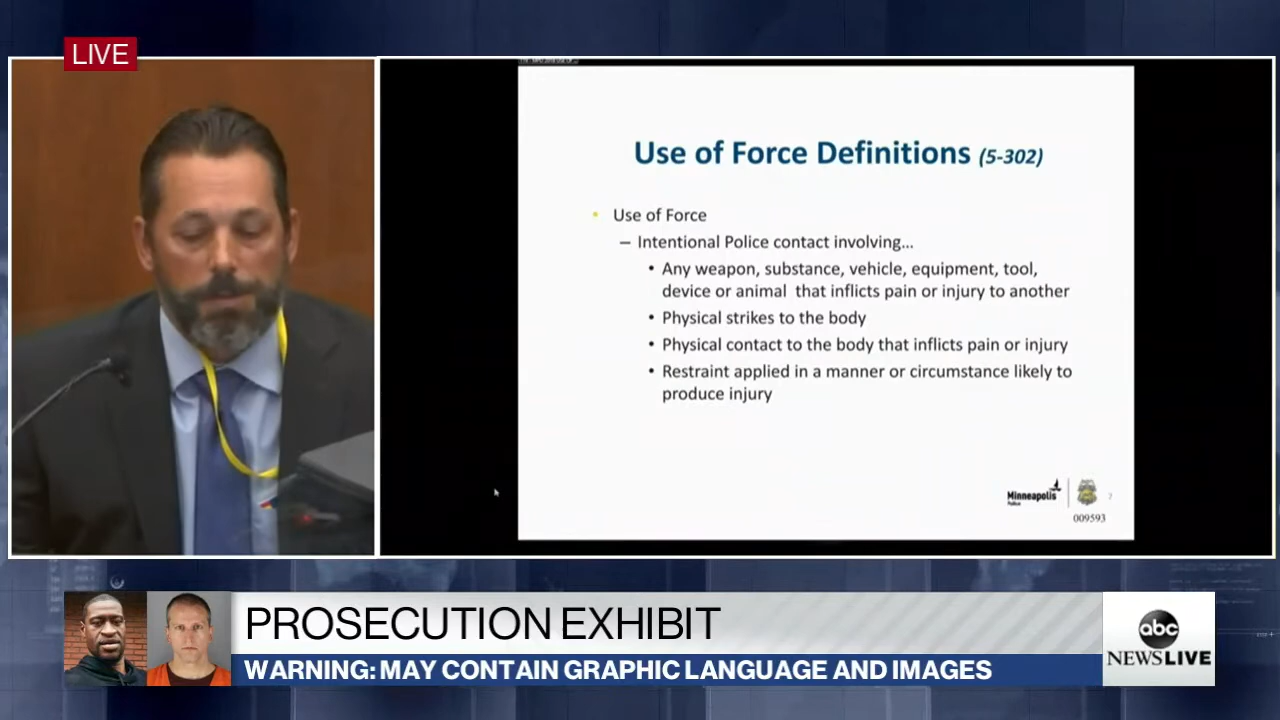 LIVE
Use of Force Definitions (5-302)
• Use of Force
– Intentional Police contact involving...
• Any weapon, substance, vehicle, equipment, tool,
device or animal that inflicts pain or injury to another
• Physical strikes to the body
• Physical contact to the body that inflicts pain or injury
• Restraint applied in a manner or circumstance likely to
produce injury
Minneapolis
Police
7
009593
PROSECUTION EXHIBIT
WARNING: MAY CONTAIN GRAPHIC LANGUAGE AND IMAGES
abc
NEWSLIVE